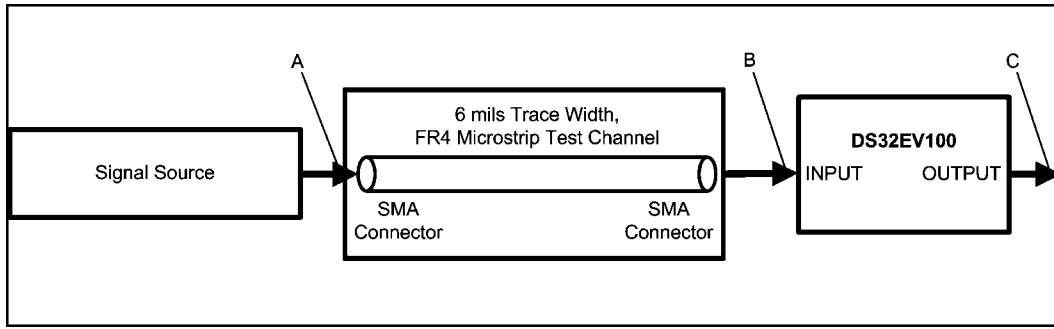 A
B
C
6 mils Trace Width,
FR4 Microstrip Test Channel
Signal Source
SMA
Connector
SMA
Connector
DS32EV100
INPUT
OUTPUT